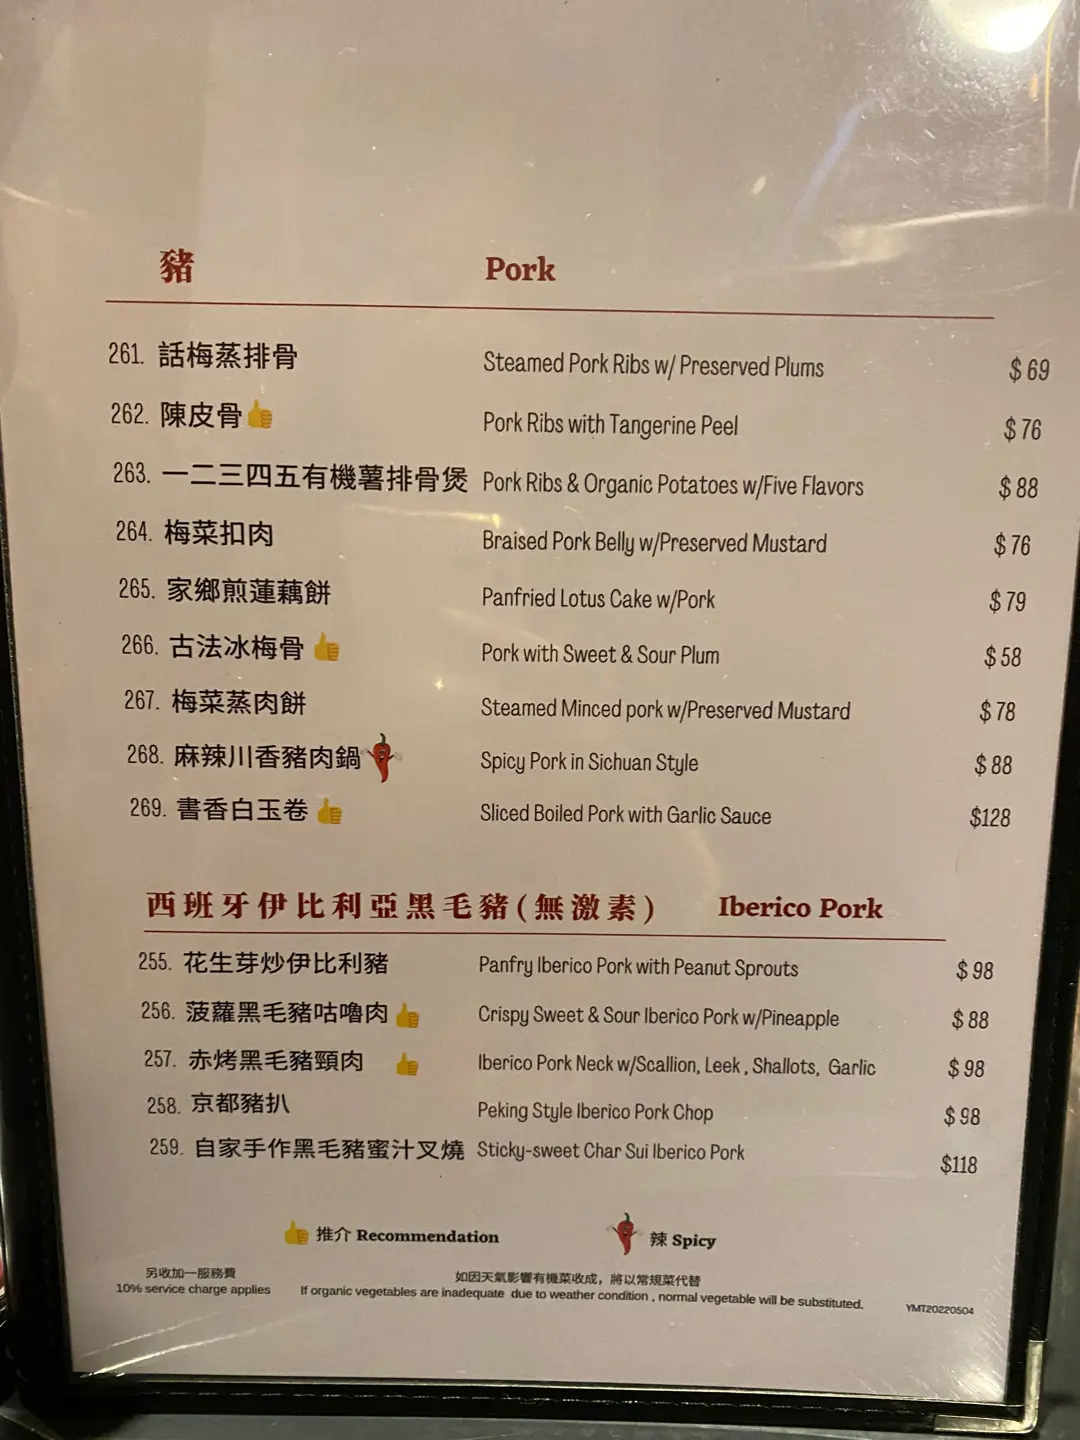 豬 Pork
261. 話梅蒸排骨 Steamed Pork Ribs w/ Preserved Plums $ 69
262. 陳皮骨 Pork Ribs with Tangerine Peel $ 76
263. 一二三四五有機薯排骨煲 Pork Ribs & Organic Potatoes w/Five Flavors $ 88
264. 梅菜扣肉 Braised Pork Belly w/Preserved Mustard $ 76
265. 家鄉煎蓮藕餅 Panfried Lotus Cake w/Pork $ 79
266. 古法冰梅骨 Pork with Sweet & Sour Plum $ 58
267. 梅菜蒸肉餅 Steamed Minced pork w/Preserved Mustard $ 78
268. 麻辣川香豬肉鍋 Spicy Pork in Sichuan Style $ 88
269. 書香白玉卷 Sliced Boiled Pork with Garlic Sauce $128
西班牙伊比利亞黑毛豬(無激素) Iberico Pork
255. 花生芽炒伊比利豬 Panfry Iberico Pork with Peanut Sprouts $ 98
256. 菠蘿黑毛豬咕嚕肉 Crispy Sweet & Sour Iberico Pork w/Pineapple $ 88
257. 赤烤黑毛豬頸肉 Iberico Pork Neck w/Scallion, Leek , Shallots, Garlic $ 98
258. 京都豬扒 Peking Style Iberico Pork Chop $ 98
259. 自家手作黑毛豬蜜汁叉燒 Sticky-sweet Char Sui Iberico Pork $118
推介 Recommendation 辣 Spicy
另收加一服務費 如因天氣影響有機菜收成，將以常規菜代替
10% service charge applies If organic vegetables are inadequate due to weather condition , normal vegetable will be substituted. YMT20220504